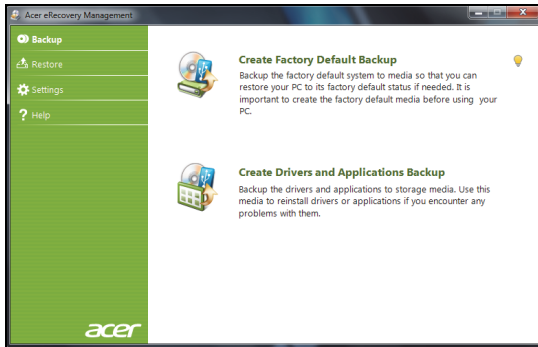 Acer eRecovery Management
Backup
Restore
Settings
? Help
Create Factory Default Backup
Backup the factory default system to media so that you can
restore your PC to its factory default status if needed. It is
important to create the factory default media before using your
PC.
Create Drivers and Applications Backup
Backup the drivers and applications to storage media. Use this
media to reinstall drivers or applications if you encounter any
problems with them.
acer